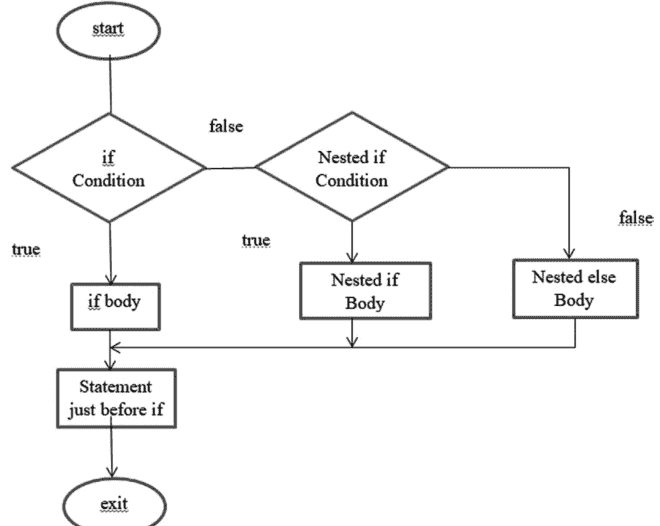 start
false
if
Condition
Nested if
Condition
true
true
false
if body
Nested if
Body
Nested else
Body
Statement
just before if
exit